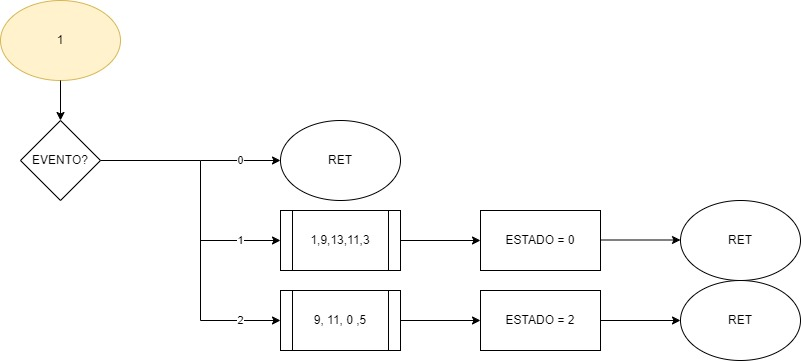 1
EVENTO?
0
RET
1
1,9,13,11,3
ESTADO = 0
RET
2
9, 11, 0 ,5
ESTADO = 2
RET